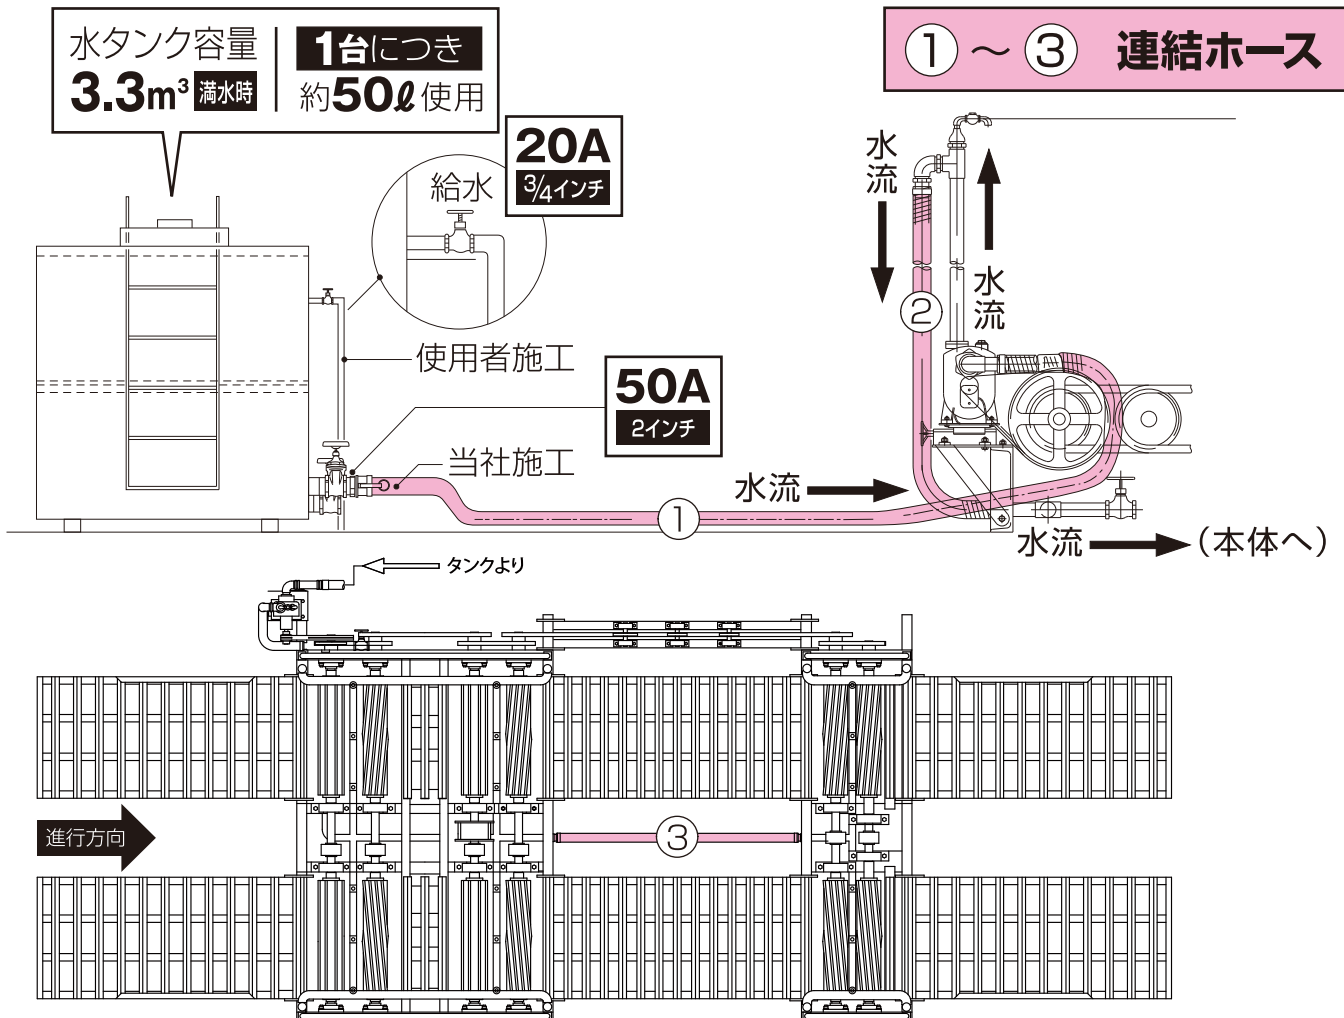 水タンク容量
3.3m³ 満水時
1台につき
約50ℓ使用
①～③ 連結ホース
20A
3/4インチ
給水
水流
水流
②
使用者施工
50A
2インチ
当社施工
水流
①
水流
(本体へ)
タンクより
進行方向
③